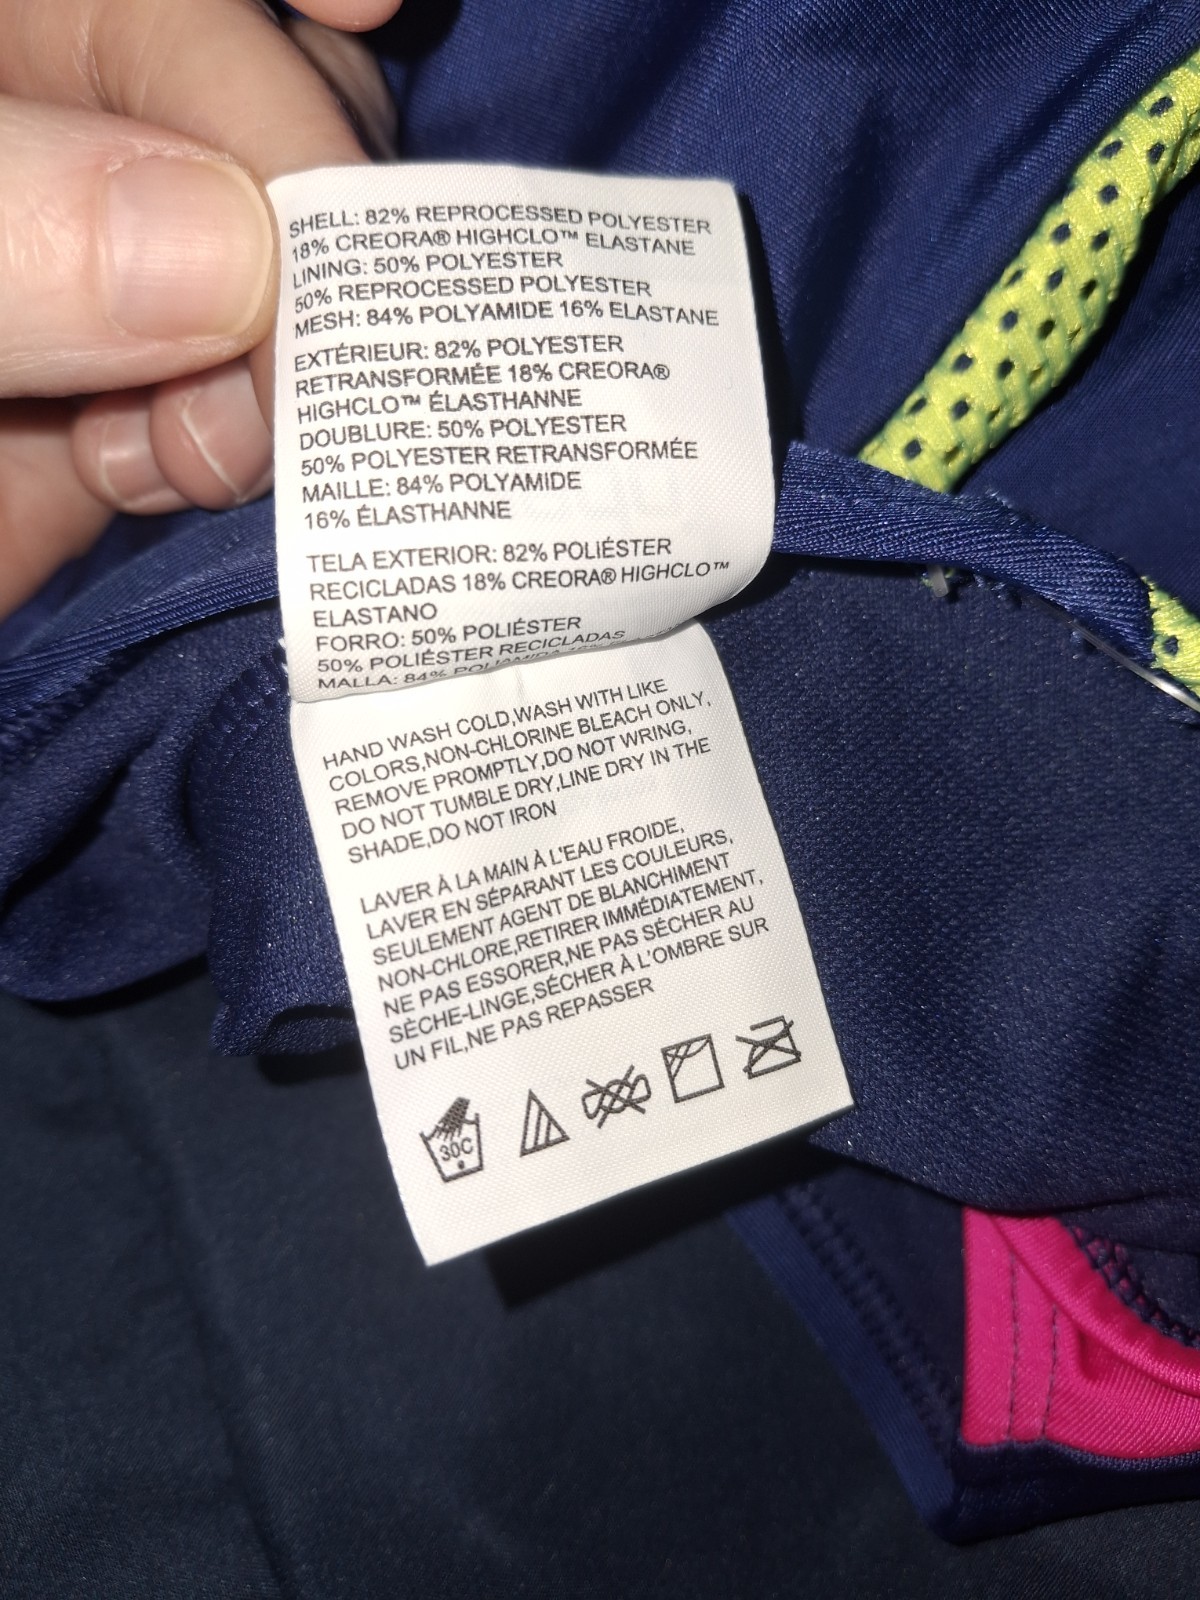 SHELL: 82% REPROCESSED POLYESTER
18% CREORA® HIGHCLO™ ELASTANE
LINING: 50% POLYESTER
50% REPROCESSED POLYESTER
MESH: 84% POLYAMIDE 16% ELASTANE
EXTÉRIEUR: 82% POLYESTER
RETRANSFORMÉE 18% CREORA®
HIGHCLO™ ÉLASTHANNE
DOUBLURE: 50% POLYESTER
50% POLYESTER RETRANSFORMÉE
MAILLE: 84% POLYAMIDE
16% ÉLASTHANNE
TELA EXTERIOR: 82% POLIÉSTER
RECICLADAS 18% CREORA® HIGHCLO™
ELASTANO
FORRO: 50% POLIÉSTER
50% POLIÉSTER RECICLADAS
MALLA: 84% POLIAMIDA
HAND WASH COLD,WASH WITH LIKE
COLORS,NON-CHLORINE BLEACH ONLY,
REMOVE PROMPTLY,DO NOT WRING,
DO NOT TUMBLE DRY,LINE DRY IN THE
SHADE,DO NOT IRON
LAVER À LA MAIN À L'EAU FROIDE,
LAVER EN SÉPARANT LES COULEURS,
SEULEMENT AGENT DE BLANCHIMENT
NON-CHLORE,RETIRER IMMÉDIATEMENT,
NE PAS ESSORER,NE PAS SÉCHER AU
SÈCHE-LINGE,SÉCHER À L'OMBRE SUR
UN FIL,NE PAS REPASSER
30C